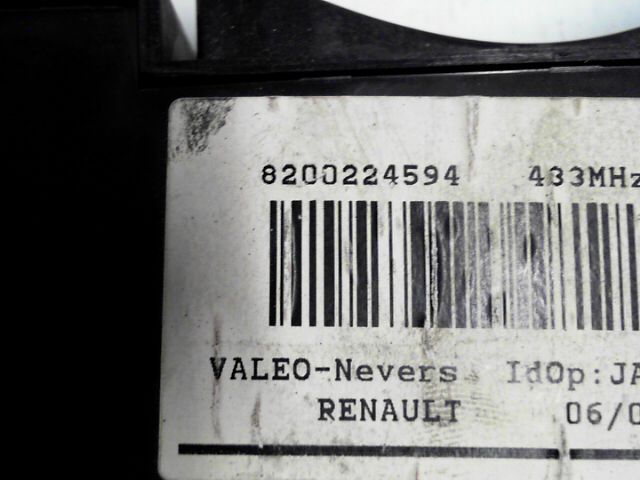 8200224594 433MHz
VALEO-Nevers IdOp:JA
RENAULT 06/0